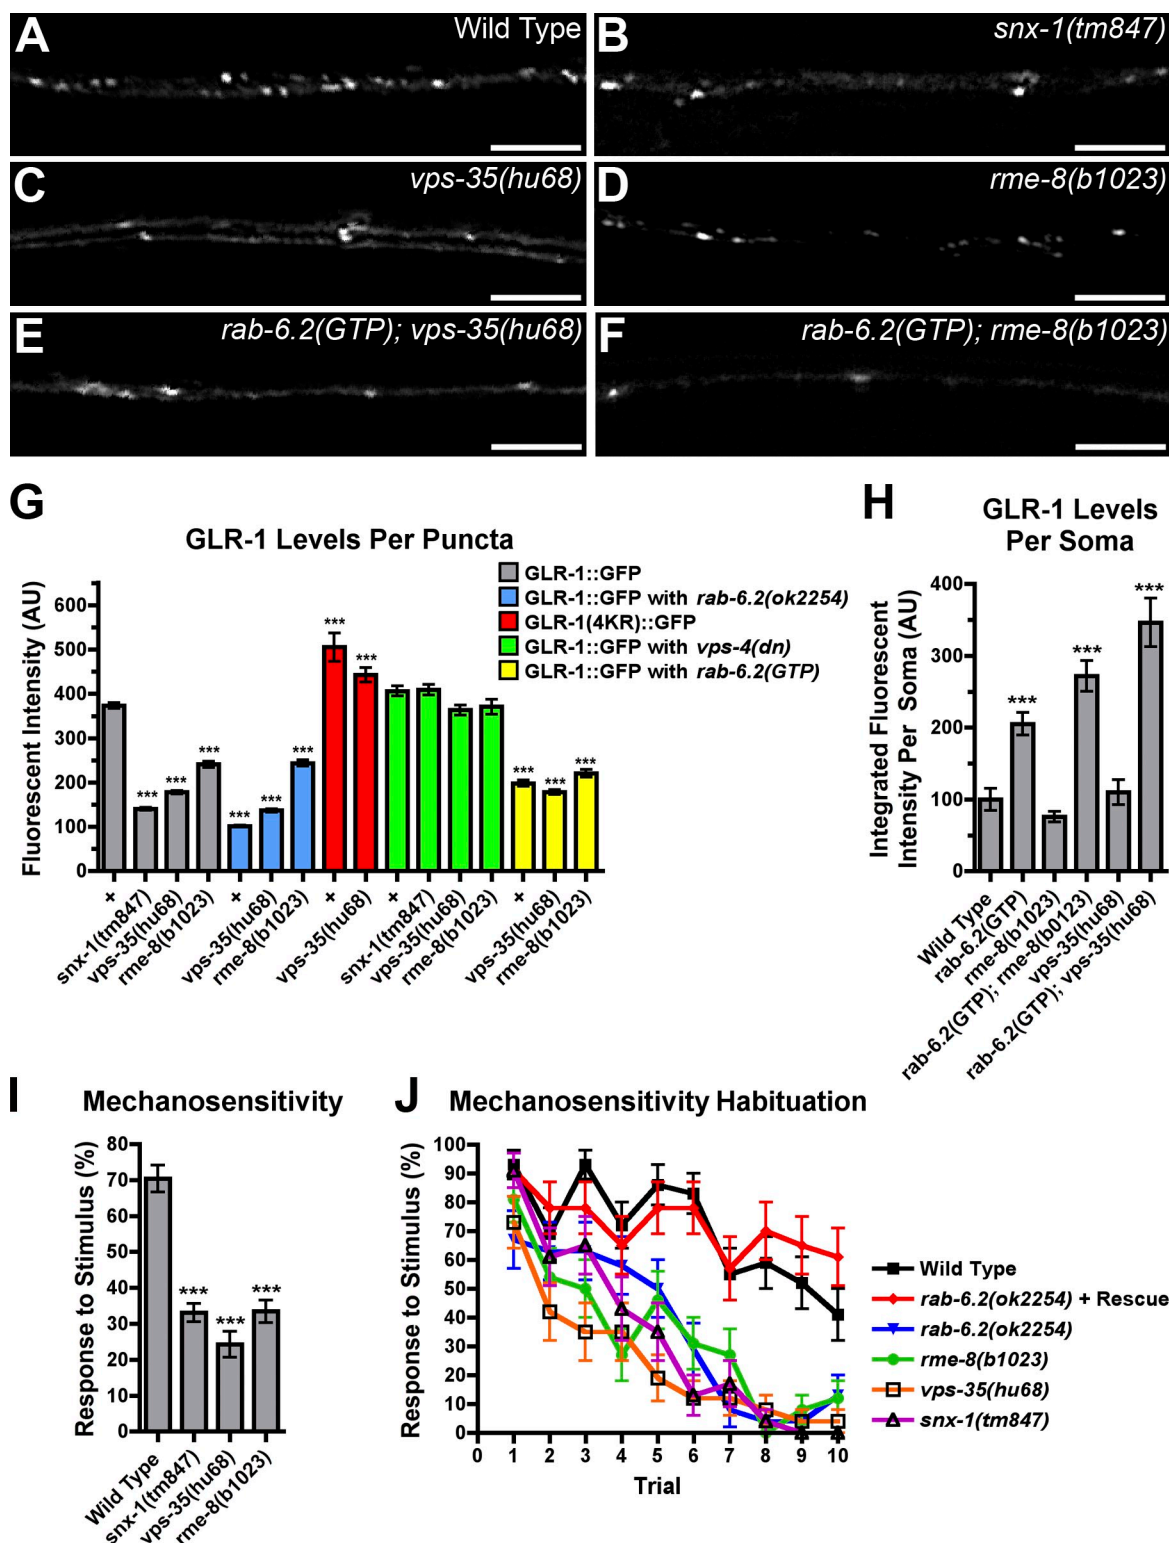 A
Wild Type
B
snx-1(tm847)
C
vps-35(hu68)
D
rme-8(b1023)
E
rab-6.2(GTP); vps-35(hu68)
F
rab-6.2(GTP); rme-8(b1023)
G
GLR-1 Levels Per Puncta
Fluorescent Intensity (AU)
600
500
400
300
200
100
0
GLR-1::GFP
GLR-1::GFP with rab-6.2(ok2254)
GLR-1(4KR)::GFP
GLR-1::GFP with vps-4(dn)
GLR-1::GFP with rab-6.2(GTP)
*** *** *** *** *** *** *** *** *** *** ***
+
snx-1(tm847)
vps-35(hu68)
rme-8(b1023)
+
vps-35(hu68)
rme-8(b1023)
+
vps-35(hu68)
+
snx-1(tm847)
vps-35(hu68)
rme-8(b1023)
+
vps-35(hu68)
rme-8(b1023)
H
GLR-1 Levels
Per Soma
Integrated Fluorescent
Intensity Per Soma (AU)
400
300
200
100
0
*** *** ***
Wild Type
rab-6.2(GTP)
rme-8(b1023)
rab-6.2(GTP); rme-8(b0123)
vps-35(hu68)
rab-6.2(GTP); vps-35(hu68)
I
Mechanosensitivity
Response to Stimulus (%)
80
70
60
50
40
30
20
10
0
*** *** ***
Wild Type
snx-1(tm847)
vps-35(hu68)
rme-8(b1023)
J
Mechanosensitivity Habituation
Response to Stimulus (%)
100
90
80
70
60
50
40
30
20
10
0
0 1 2 3 4 5 6 7 8 9 10
Trial
Wild Type
rab-6.2(ok2254) + Rescue
rab-6.2(ok2254)
rme-8(b1023)
vps-35(hu68)
snx-1(tm847)